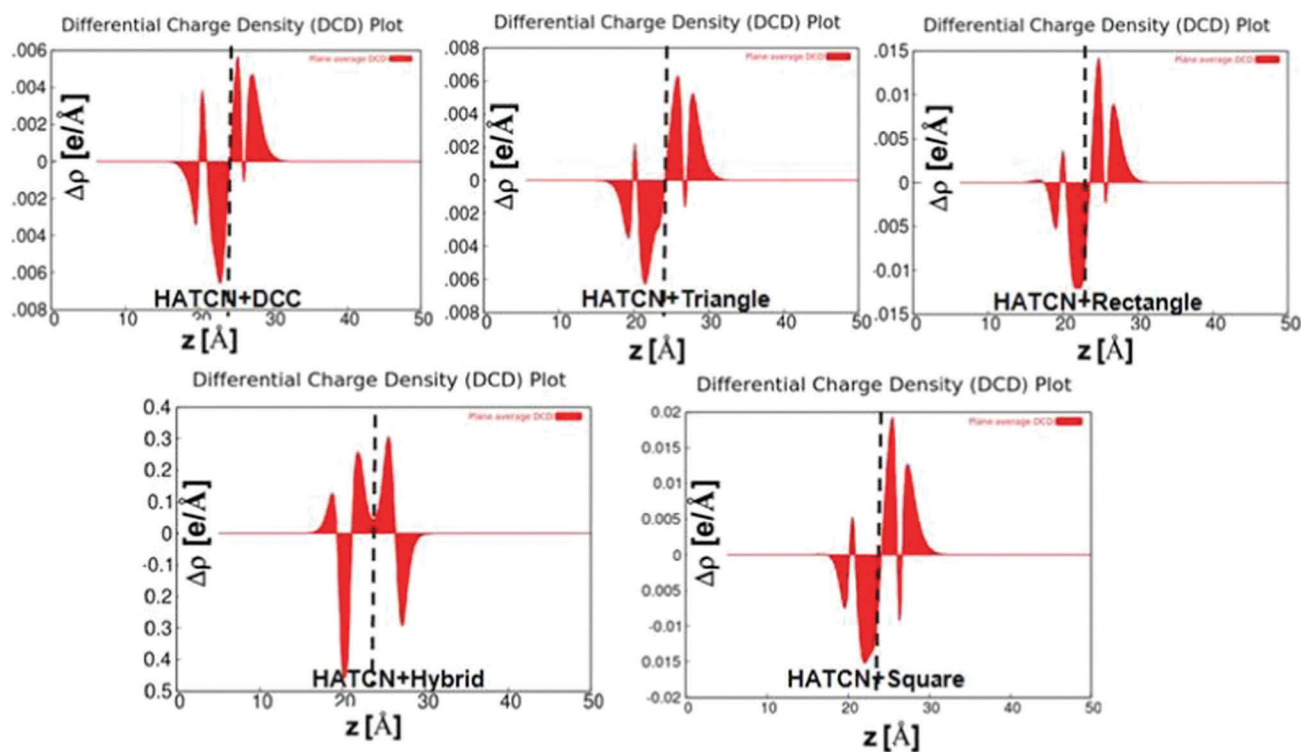 Differential Charge Density (DCD) Plot
Plane average DCD
.006
.004
.002
0
.002
.004
.006
.008
Δρ [e/Å]
HATCN+DCC
0
10
20
30
40
50
z [Å]
Differential Charge Density (DCD) Plot
Plane average DCD
.008
.006
.004
.002
0
.002
.004
.006
.008
Δρ [e/Å]
HATCN+Triangle
0
10
20
30
40
50
z [Å]
Differential Charge Density (DCD) Plot
Plane average DCD
.015
0.01
.005
0
.005
-0.01
.015
Δρ [e/Å]
HATCN+Rectangle
0
10
20
30
40
50
z [Å]
Differential Charge Density (DCD) Plot
Plane average DCD
0.4
0.3
0.2
0.1
0
-0.1
0.2
0.3
0.4
0.5
Δρ [e/Å]
HATCN+Hybrid
0
10
20
30
40
50
z [Å]
Differential Charge Density (DCD) Plot
Plane average DCD
0.02
0.015
0.01
0.005
0
0.005
-0.01
0.015
-0.02
Δρ [e/Å]
HATCN+Square
0
10
20
30
40
50
z [Å]